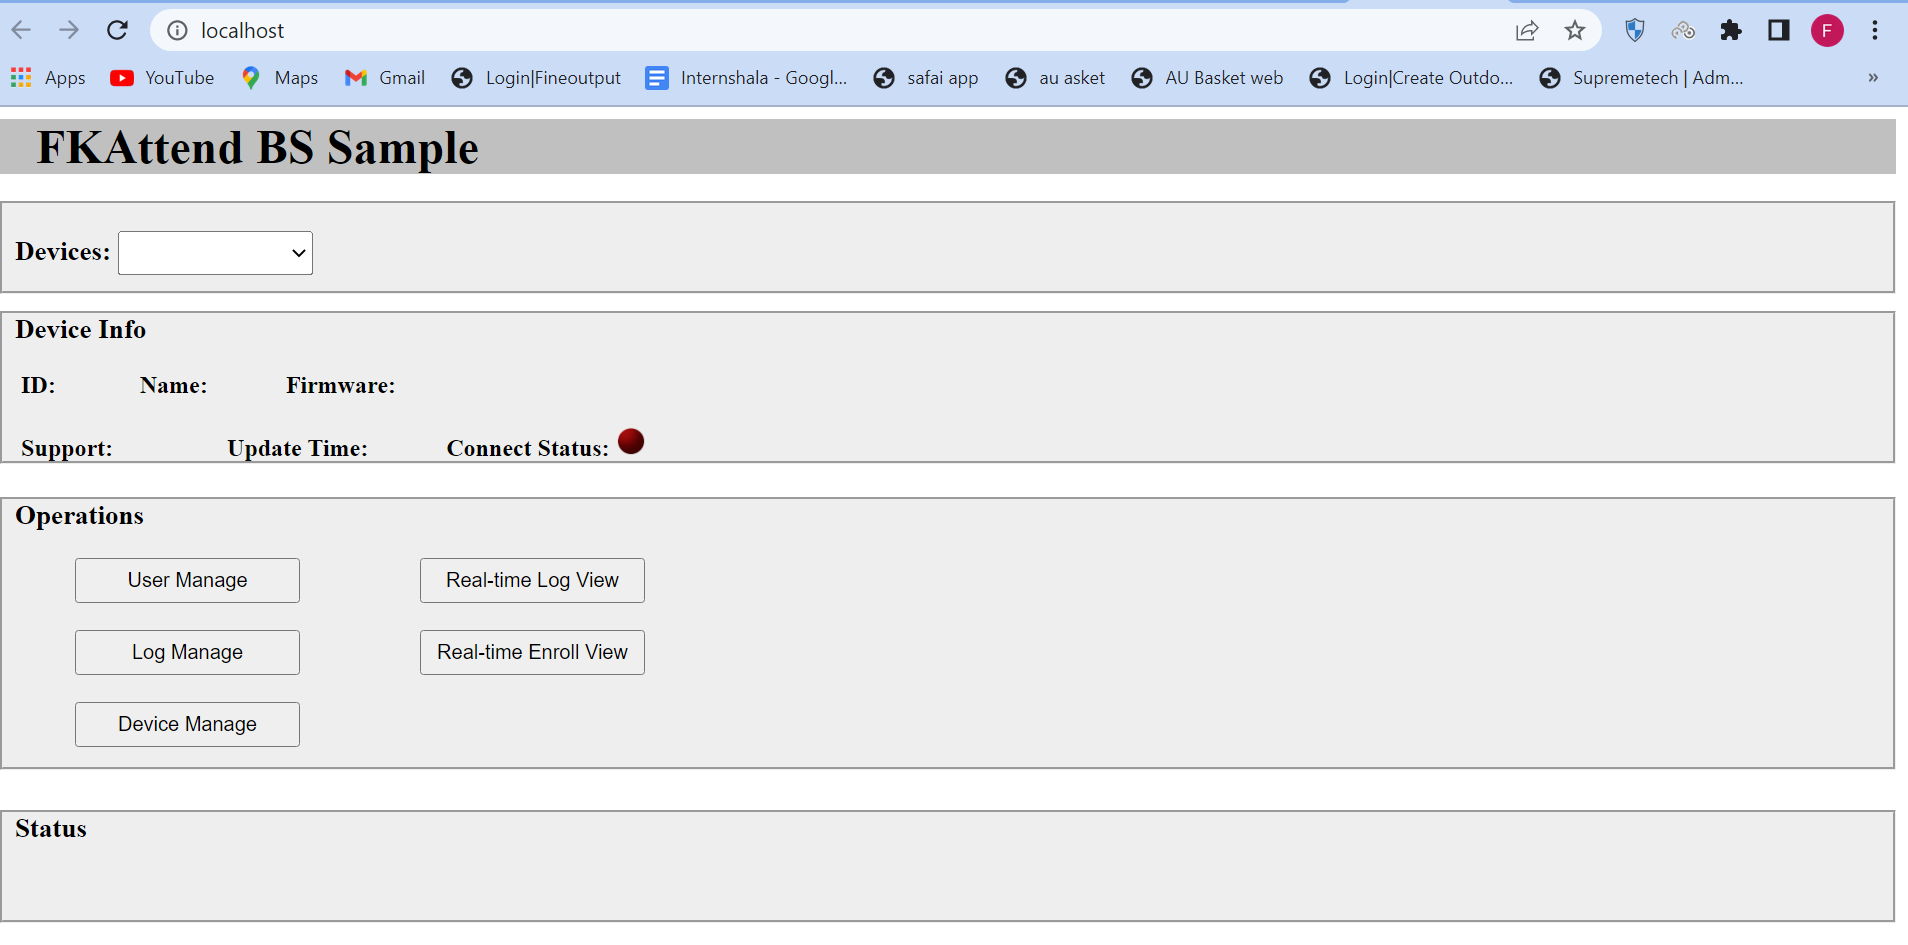 localhost
F
Apps YouTube Maps Gmail Login|Fineoutput Internshala - Googl... safai app au asket AU Basket web Login|Create Outdo... Supremetech | Adm... »
FKAttend BS Sample
Devices:
Device Info
ID: Name: Firmware:
Support: Update Time: Connect Status:
Operations
User Manage Real-time Log View
Log Manage Real-time Enroll View
Device Manage
Status